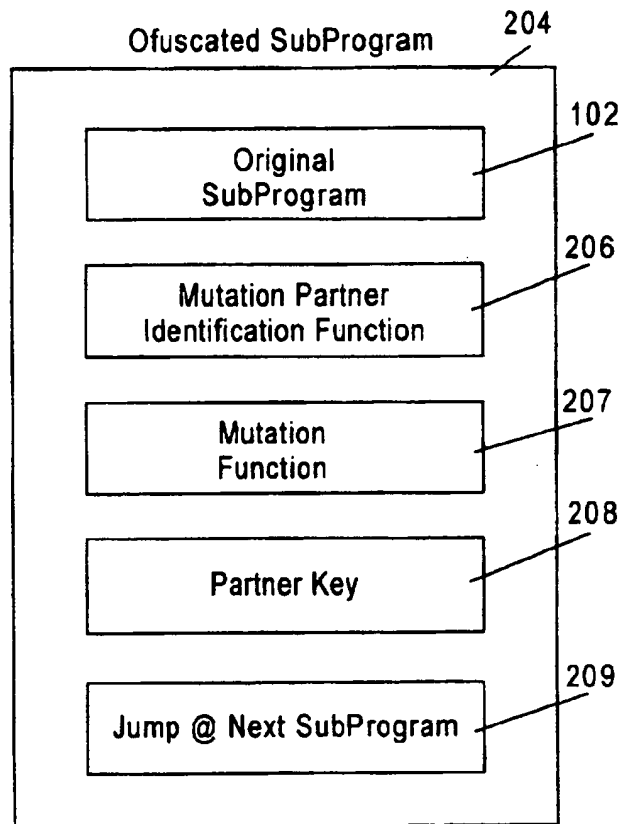 Ofuscated SubProgram
204
102
Original
SubProgram
206
Mutation Partner
Identification Function
207
Mutation
Function
208
Partner Key
209
Jump @ Next SubProgram